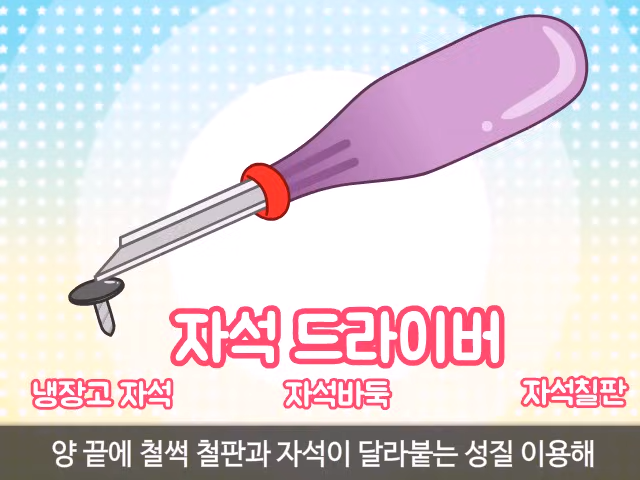 자석 드라이버
냉장고 자석
자석바둑
자석칠판
양 끝에 철썩 철판과 자석이 달라붙는 성질 이용해